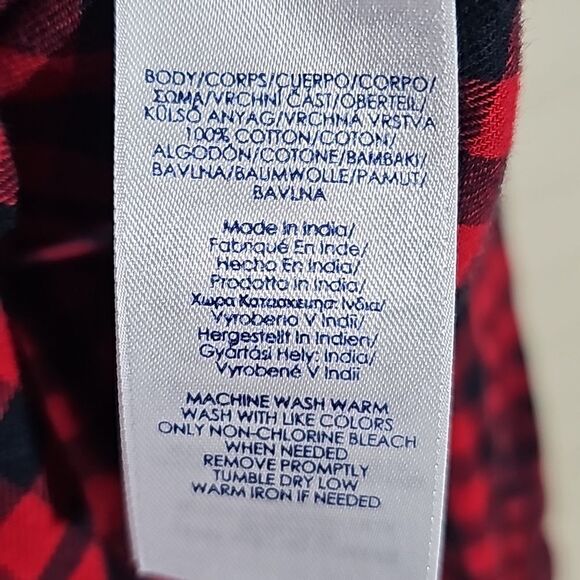 BODY/CORPS/CUERPO/CORPO/
ΣΩΜΑ/VRCHNÍ ČÁST/OBERTEIL/
KÜLSŐ ANYAG/VRCHNA VRSTVA
100% COTTON/COTON/
ALGODÓN/COTONE/BAMBAKI/
BAVLNA/BAUMWOLLE/PAMUT/
BAVLNA
Made In India/
Fabriqué En Inde/
Hecho En India/
Prodotto In India/
Χωρα Κατασκευης: Ινδια/
Vyrobeno V Indii/
Hergestellt In Indien/
Gyártási Hely: India/
Vyrobené V Indii
MACHINE WASH WARM
WASH WITH LIKE COLORS
ONLY NON-CHLORINE BLEACH
WHEN NEEDED
REMOVE PROMPTLY
TUMBLE DRY LOW
WARM IRON IF NEEDED